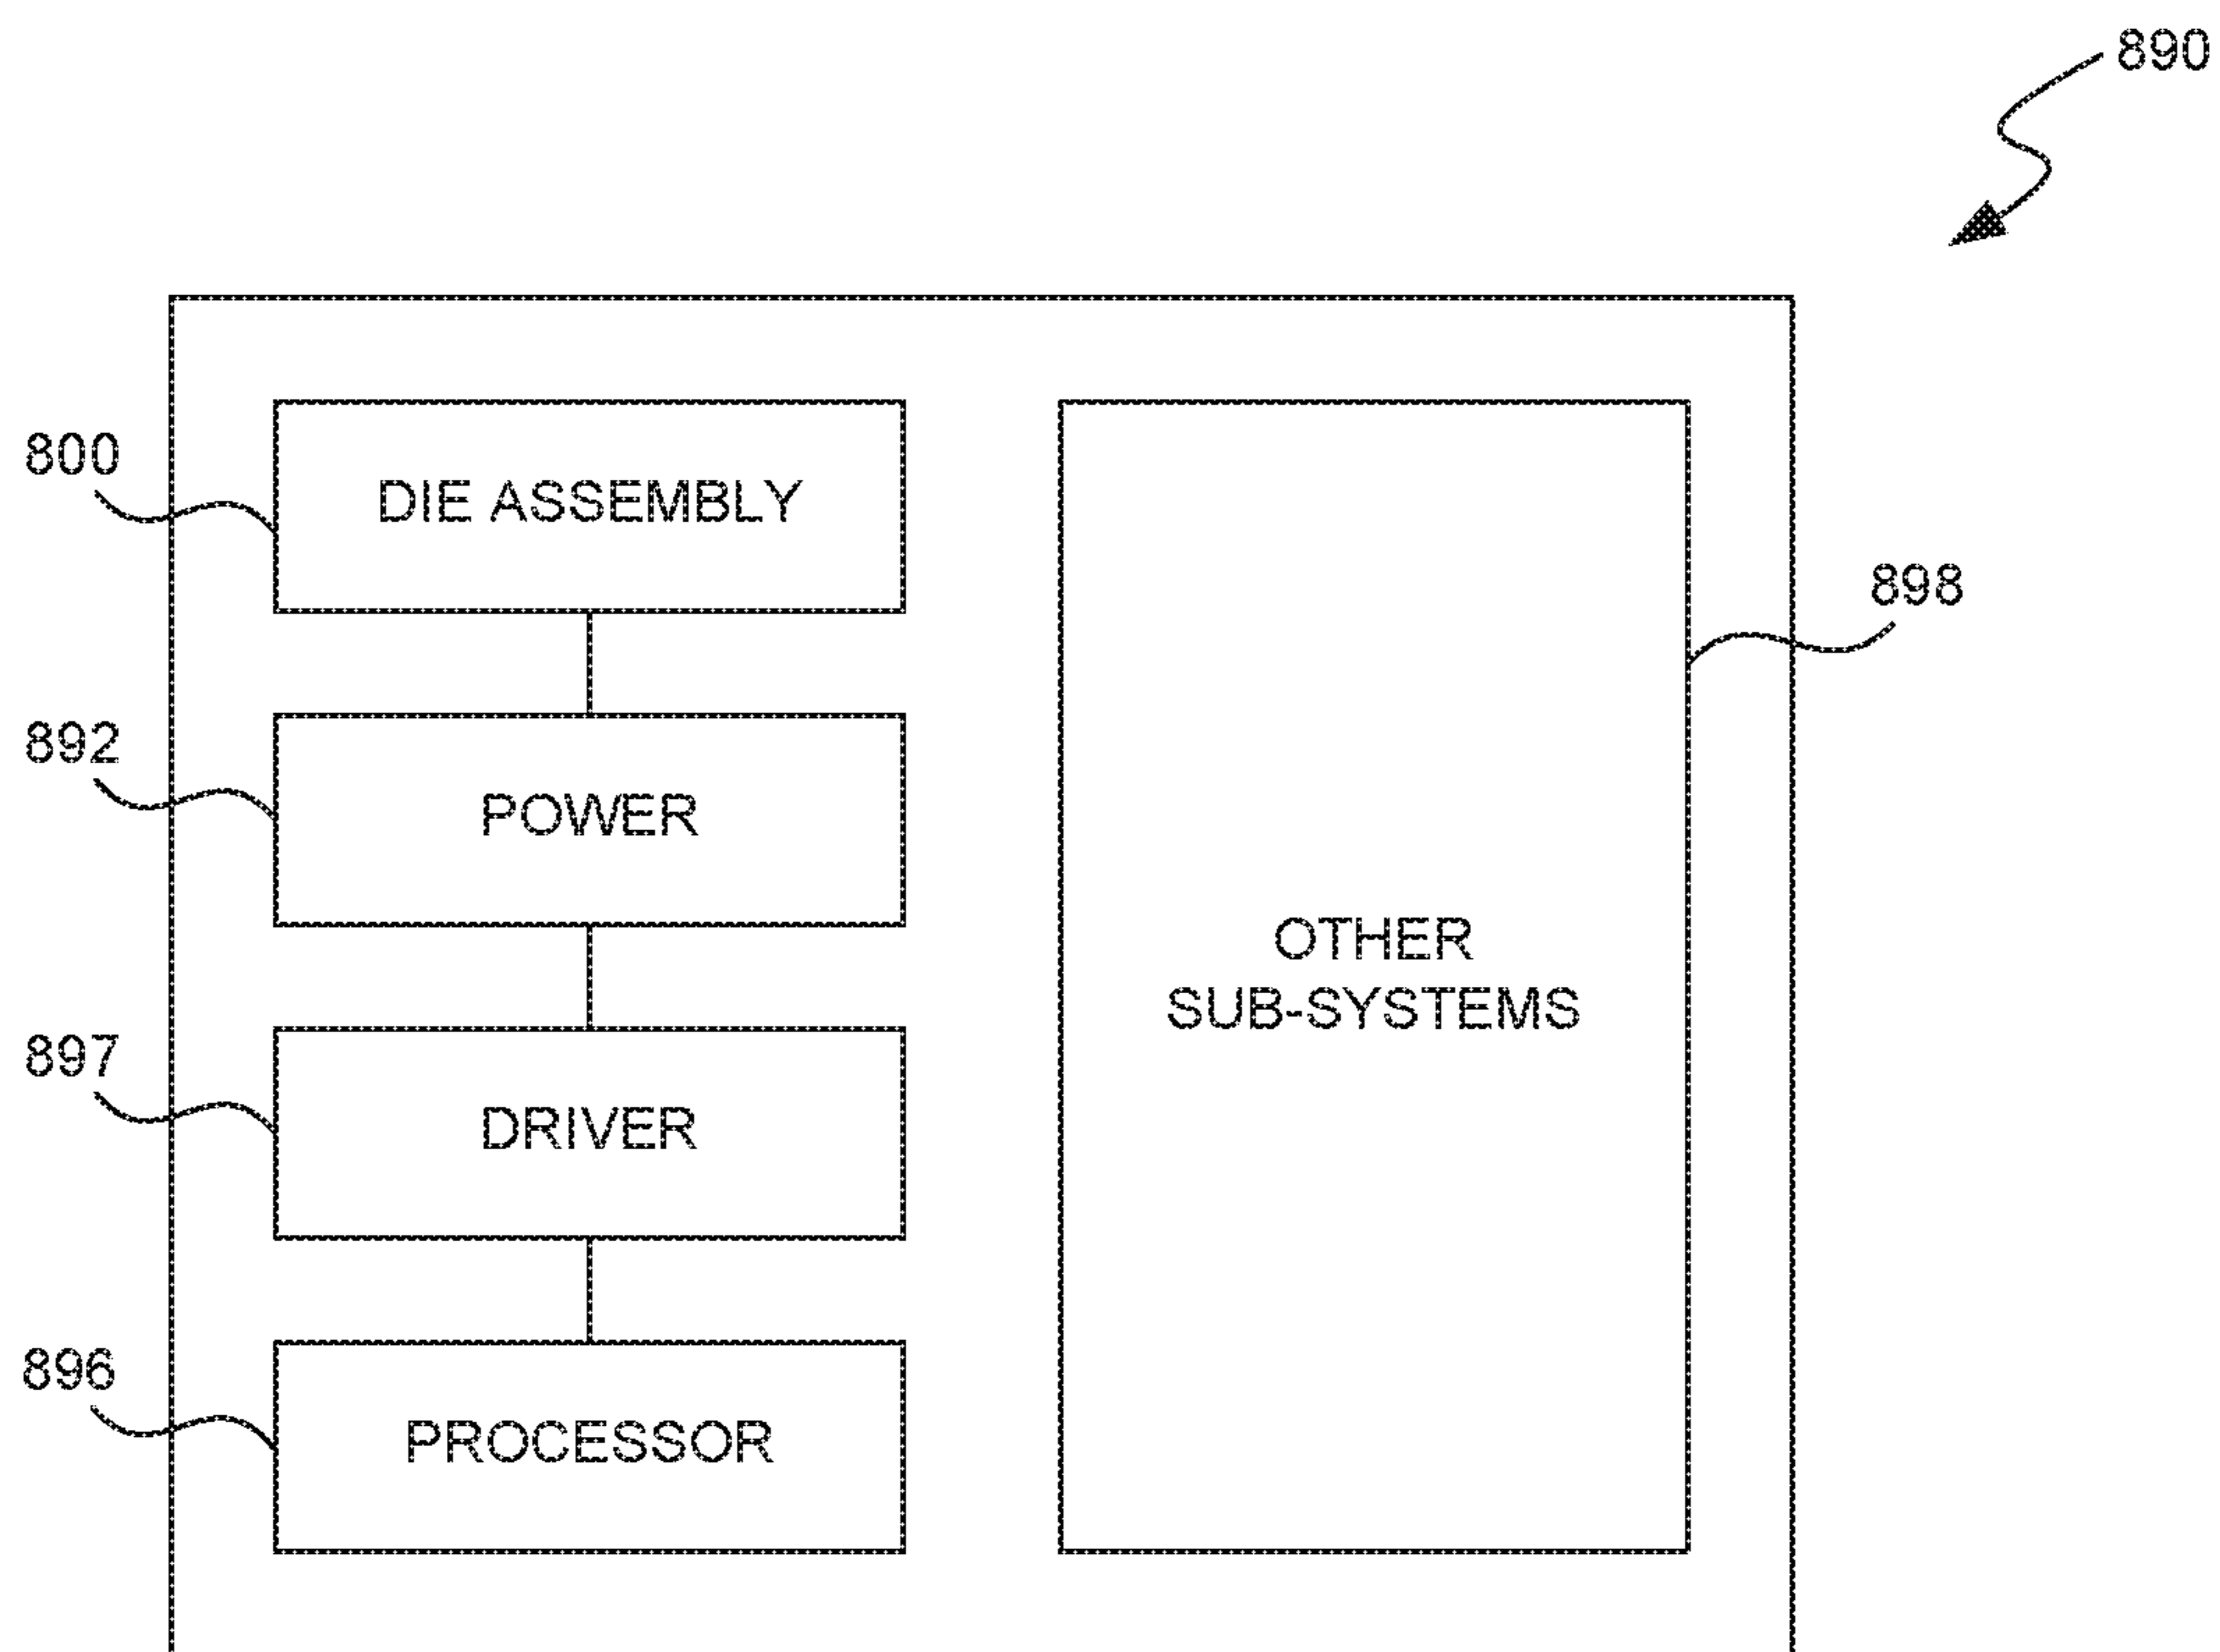 890
800
DIE ASSEMBLY
898
892
POWER
OTHER
SUB-SYSTEMS
897
DRIVER
896
PROCESSOR